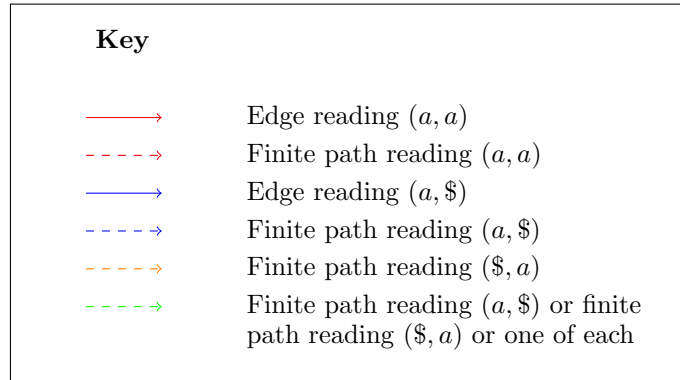 Key
Edge reading (a, a)
Finite path reading (a, a)
Edge reading (a, $)
Finite path reading (a, $)
Finite path reading ($, a)
Finite path reading (a, $) or finite
path reading ($, a) or one of each